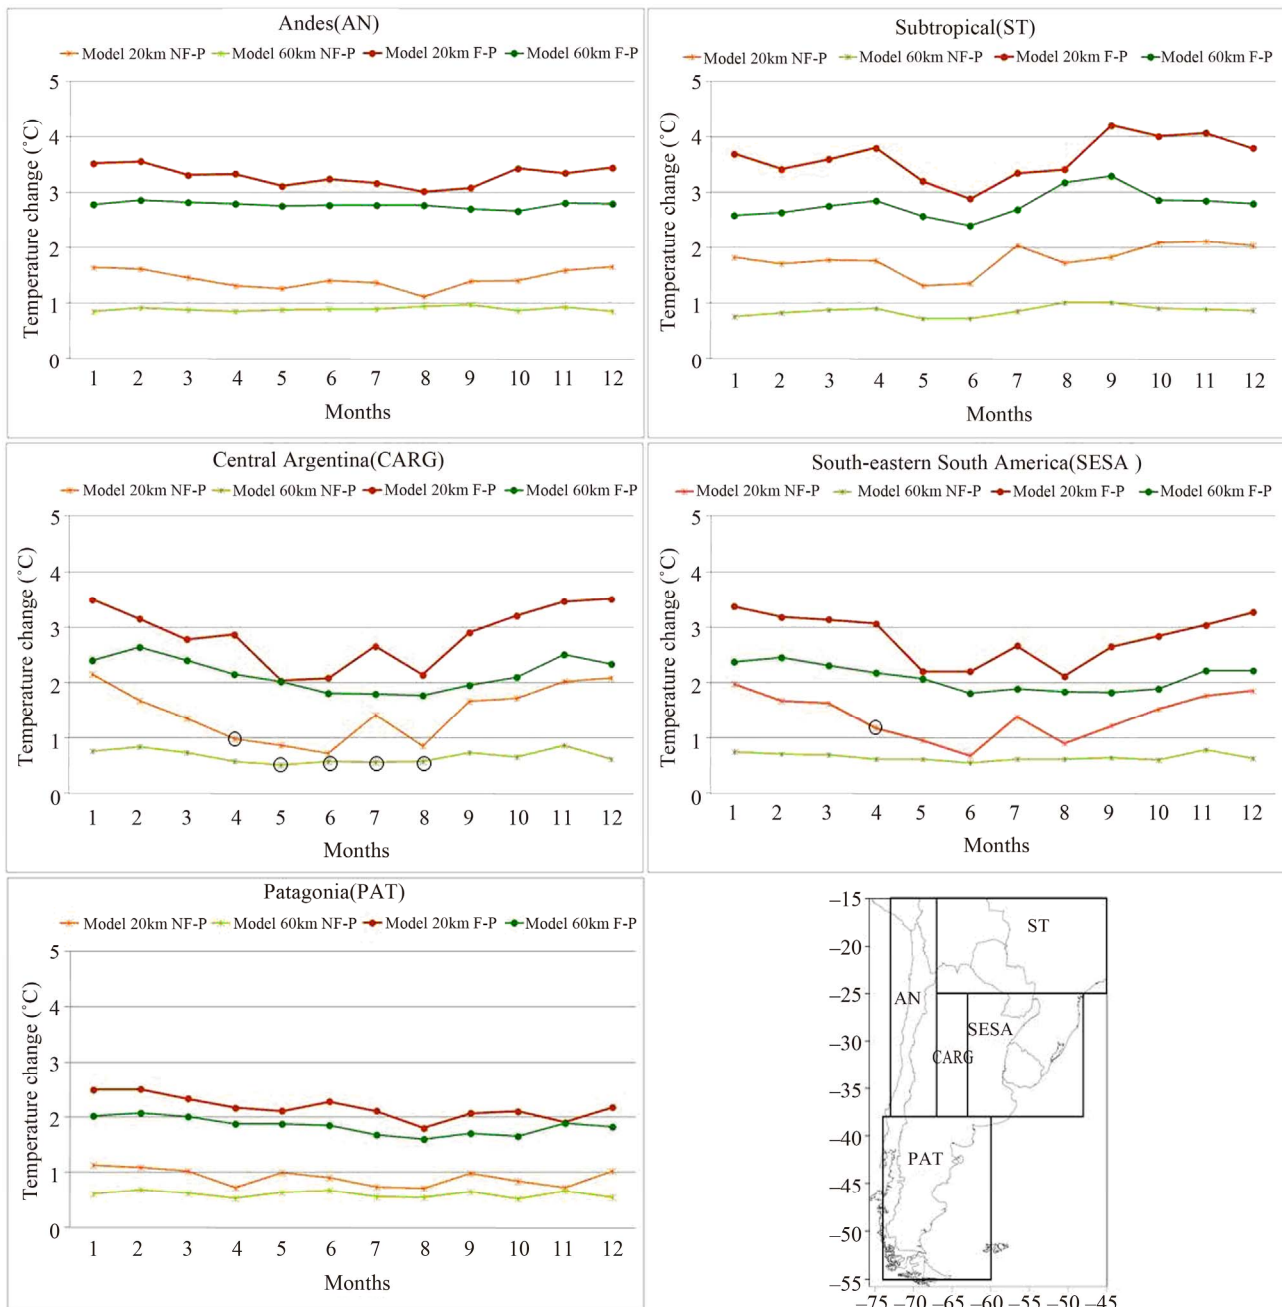 Andes(AN)
Model 20km NF-P Model 60km NF-P Model 20km F-P Model 60km F-P
Temperature change (˚C)
5
4
3
2
1
0
1 2 3 4 5 6 7 8 9 10 11 12
Months
Subtropical(ST)
Model 20km NF-P Model 60km NF-P Model 20km F-P Model 60km F-P
Temperature change (˚C)
5
4
3
2
1
0
1 2 3 4 5 6 7 8 9 10 11 12
Months
Central Argentina(CARG)
Model 20km NF-P Model 60km NF-P Model 20km F-P Model 60km F-P
Temperature change (˚C)
5
4
3
2
1
0
1 2 3 4 5 6 7 8 9 10 11 12
Months
South-eastern South America(SESA )
Model 20km NF-P Model 60km NF-P Model 20km F-P Model 60km F-P
Temperature change (˚C)
5
4
3
2
1
0
1 2 3 4 5 6 7 8 9 10 11 12
Months
Patagonia(PAT)
Model 20km NF-P Model 60km NF-P Model 20km F-P Model 60km F-P
Temperature change (˚C)
5
4
3
2
1
0
1 2 3 4 5 6 7 8 9 10 11 12
Months
–15
–20
–25
–30
–35
–40
–45
–50
–55
ST
AN
SESA
CARG
PAT
–75 –70 –65 –60 –55 –50 –45